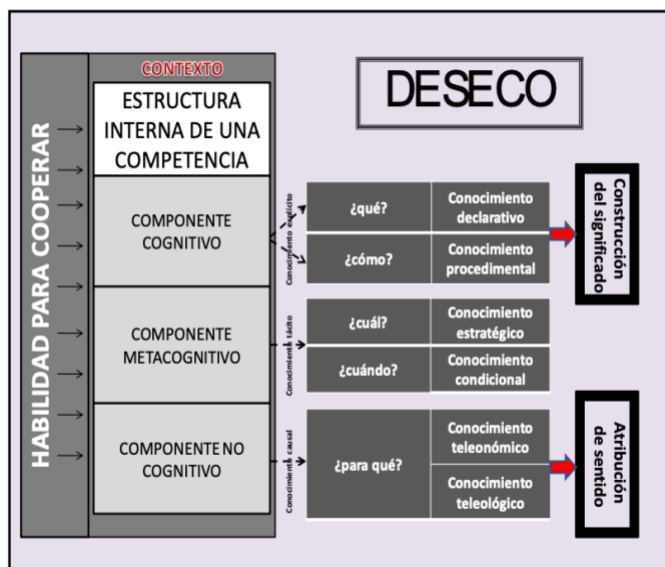 HABILIDAD PARA COOPERAR
CONTEXTO
ESTRUCTURA
INTERNA DE UNA
COMPETENCIA
DESECO
COMPONENTE
COGNITIVO
Conocimiento explícito
¿qué?
Conocimiento
declarativo
¿cómo?
Conocimiento
procedimental
Construcción
del significado
COMPONENTE
METACOGNITIVO
Conocimiento tácito
¿cuál?
Conocimiento
estratégico
¿cuándo?
Conocimiento
condicional
COMPONENTE NO
COGNITIVO
Conocimiento causal
¿para qué?
Conocimiento
teleonómico
Conocimiento
teleológico
Atribución
de sentido